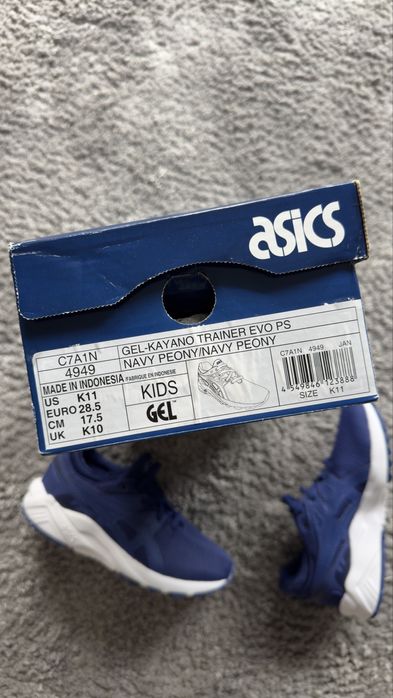 asics
C7A1N
4949
GEL-KAYANO TRAINER EVO PS
NAVY PEONY/NAVY PEONY
MADE IN INDONESIA (FABRIQUE EN INDONESIE)
US K11
EURO 28.5
CM 17.5
UK K10
KIDS
GEL
C7A1N 4949 JAN
4 549846 123888
SIZE K11